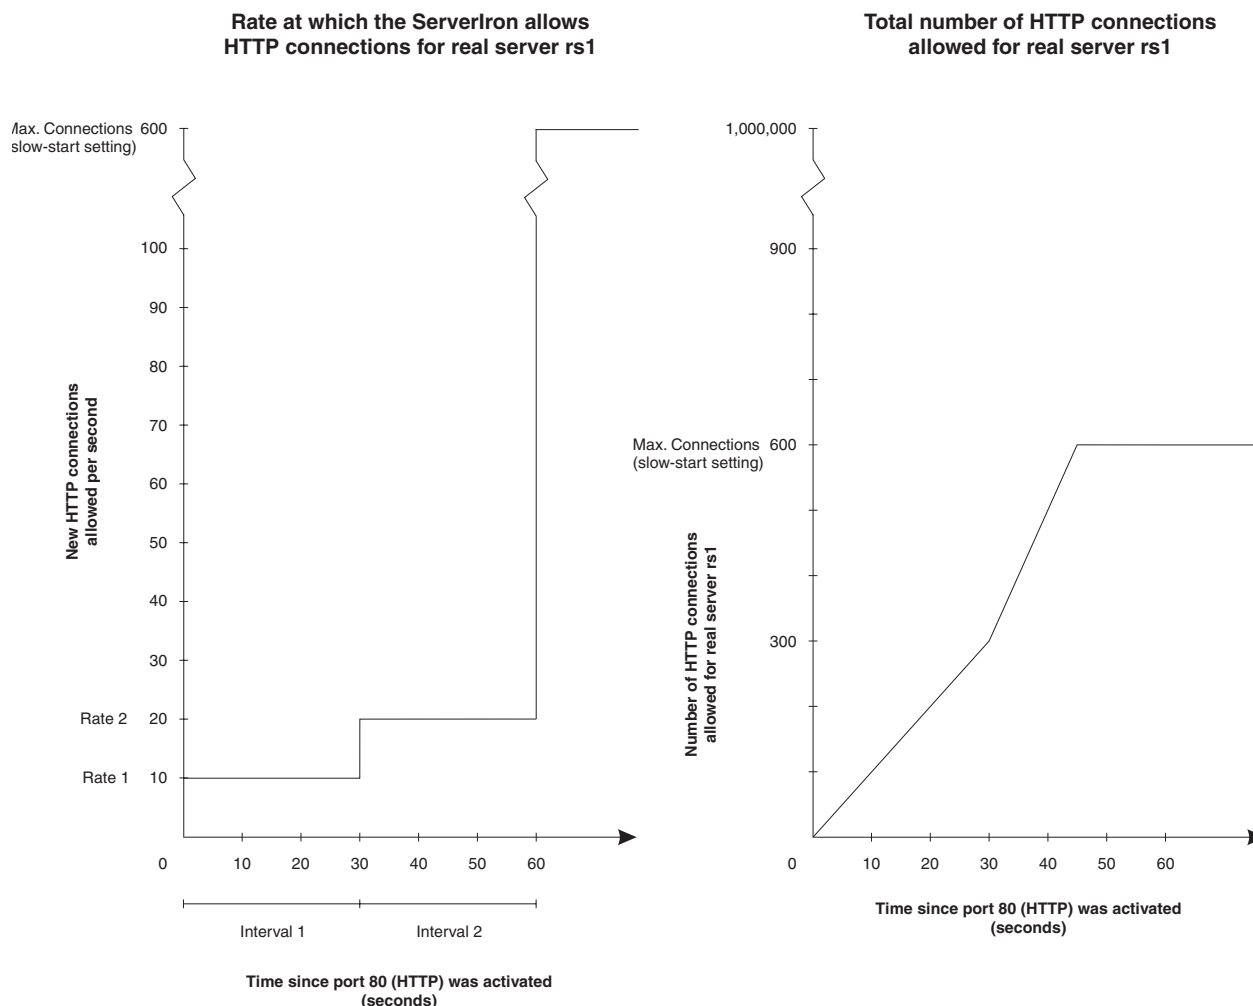 Rate at which the ServerIron allows
HTTP connections for real server rs1
Max. Connections 600
(slow-start setting)
100
90
80
70
60
50
40
30
Rate 2 20
Rate 1 10
New HTTP connections
allowed per second
0 10 20 30 40 50 60
Interval 1 Interval 2
Time since port 80 (HTTP) was activated
(seconds)
Total number of HTTP connections
allowed for real server rs1
1,000,000
900
Max. Connections 600
(slow-start setting)
300
Number of HTTP connections
allowed for real server rs1
0 10 20 30 40 50 60
Time since port 80 (HTTP) was activated
(seconds)